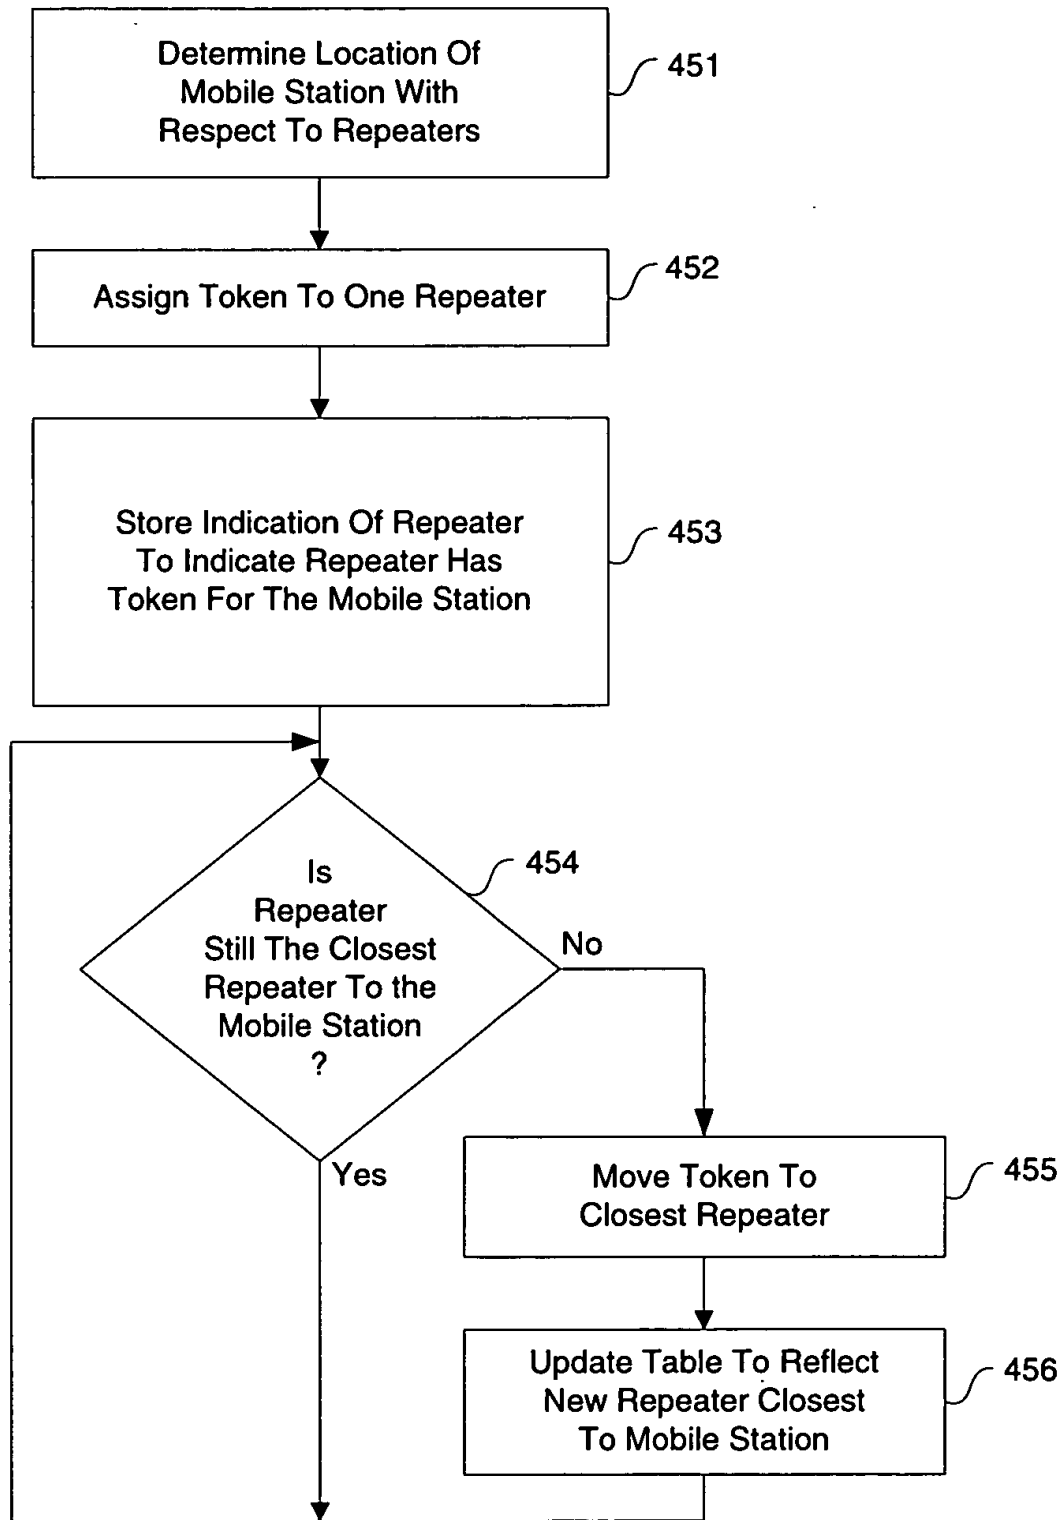 Determine Location Of
Mobile Station With
Respect To Repeaters
451
Assign Token To One Repeater
452
Store Indication Of Repeater
To Indicate Repeater Has
Token For The Mobile Station
453
Is
Repeater
Still The Closest
Repeater To the
Mobile Station
?
454
No
Yes
Move Token To
Closest Repeater
455
Update Table To Reflect
New Repeater Closest
To Mobile Station
456